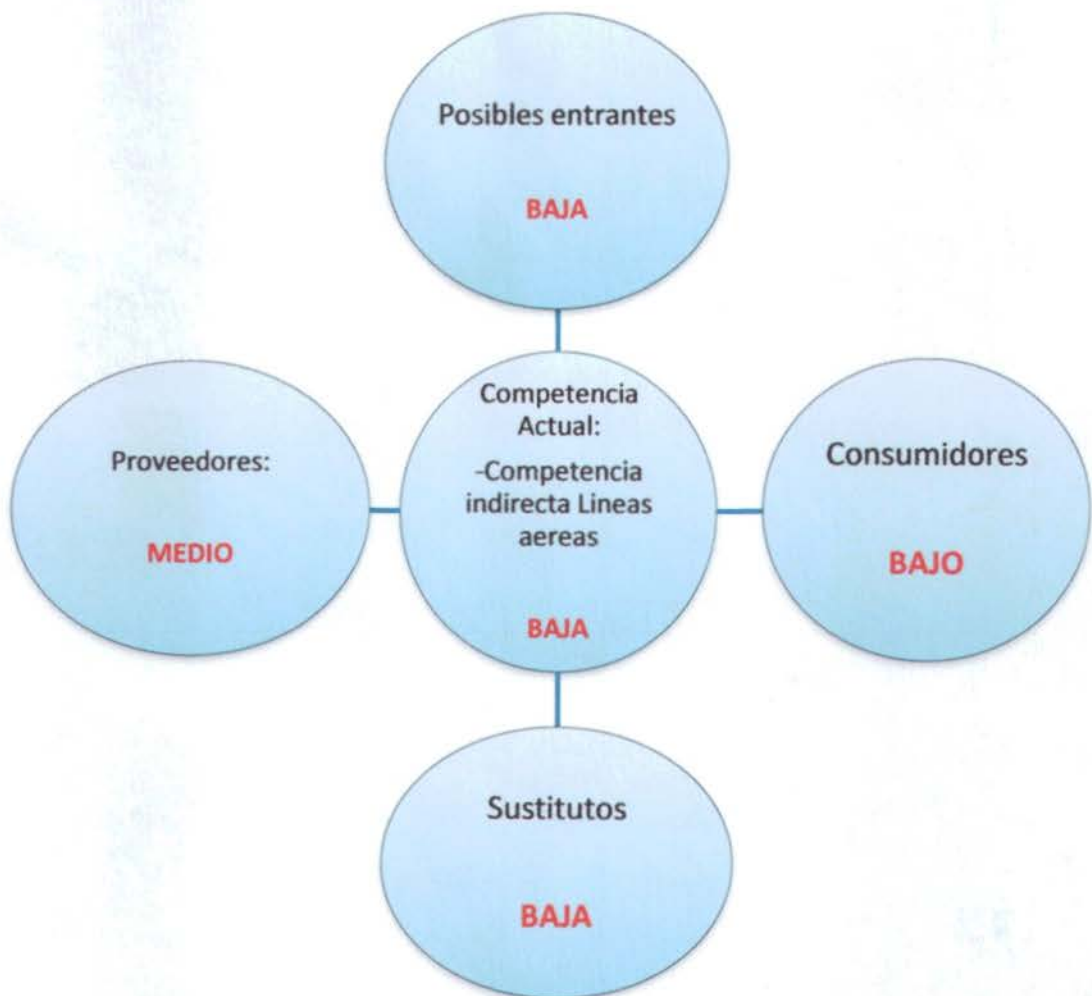 Posibles entrantes
BAJA
Proveedores:
MEDIO
Competencia
Actual:
-Competencia
indirecta Lineas
aereas
BAJA
Consumidores
BAJO
Sustitutos
BAJA